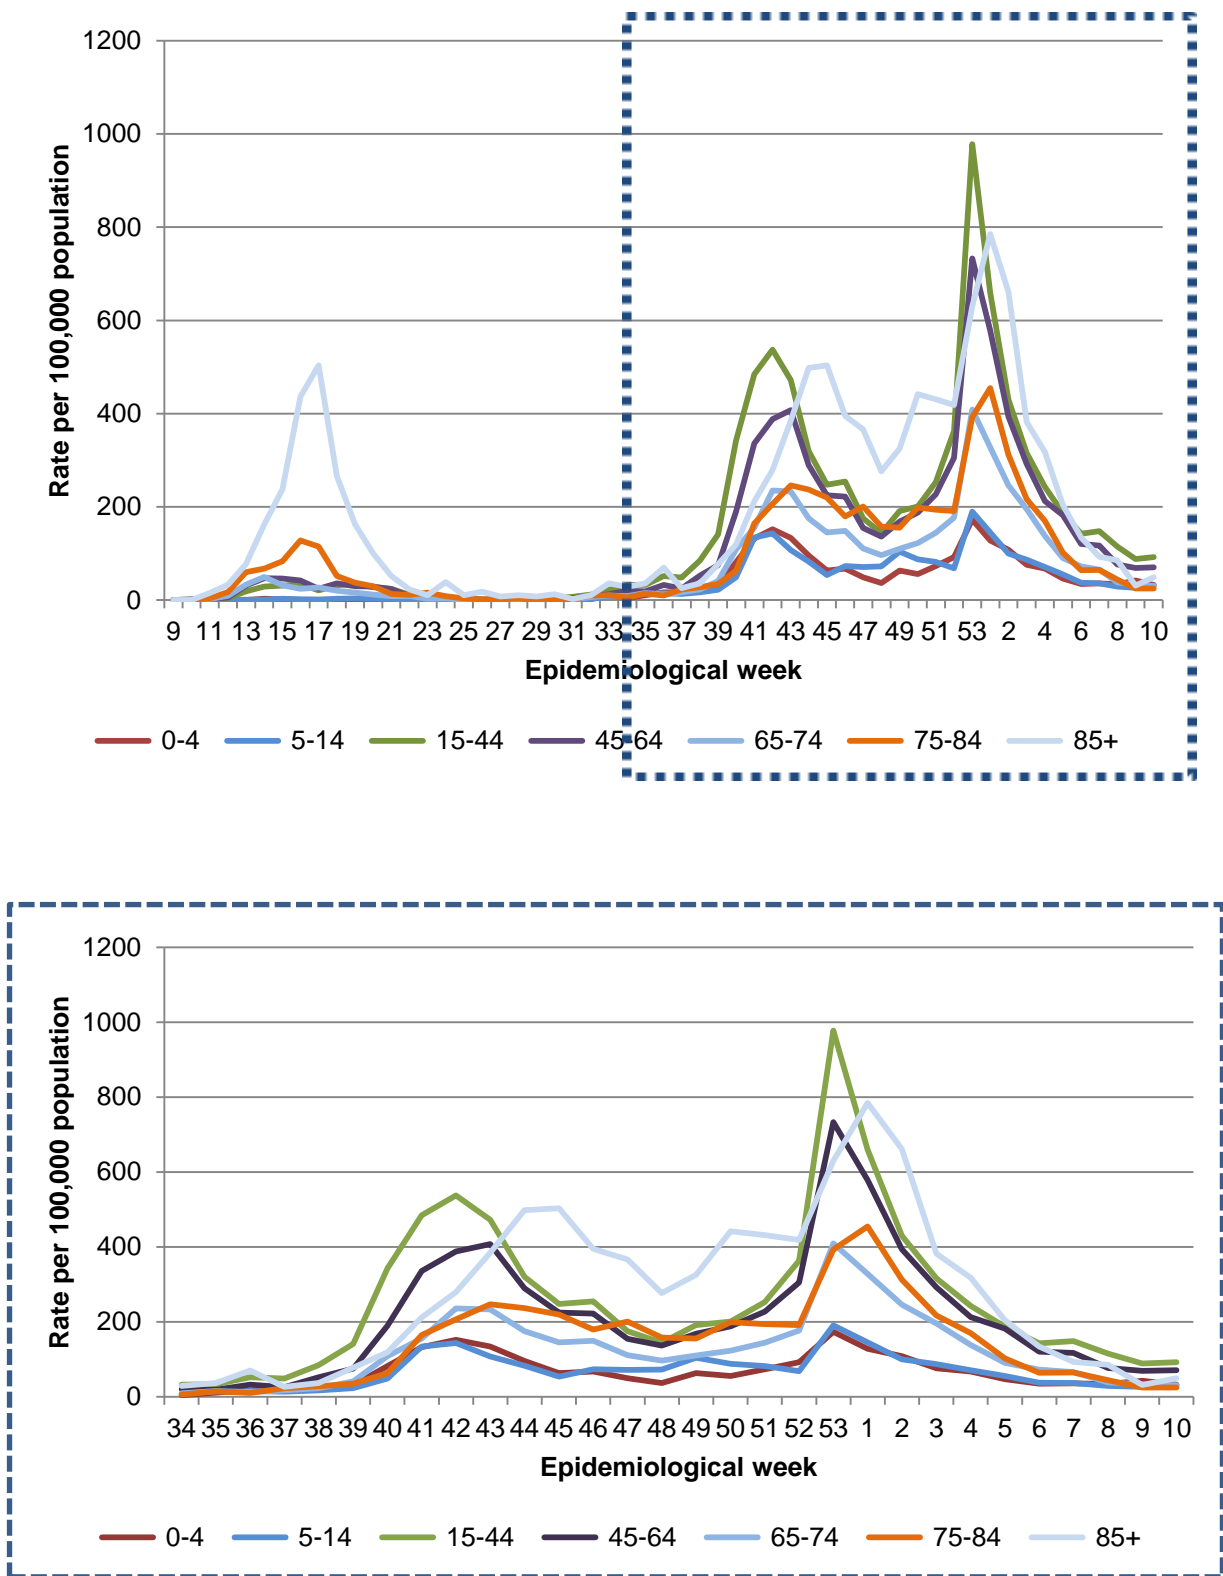 1200
1000
800
600
400
200
0
Rate per 100,000 population
9 11 13 15 17 19 21 23 25 27 29 31 33 35 37 39 41 43 45 47 49 51 53 2 4 6 8 10
Epidemiological week
0-4 5-14 15-44 45-64 65-74 75-84 85+
1200
1000
800
600
400
200
0
Rate per 100,000 population
34 35 36 37 38 39 40 41 42 43 44 45 46 47 48 49 50 51 52 53 1 2 3 4 5 6 7 8 9 10
Epidemiological week
0-4 5-14 15-44 45-64 65-74 75-84 85+